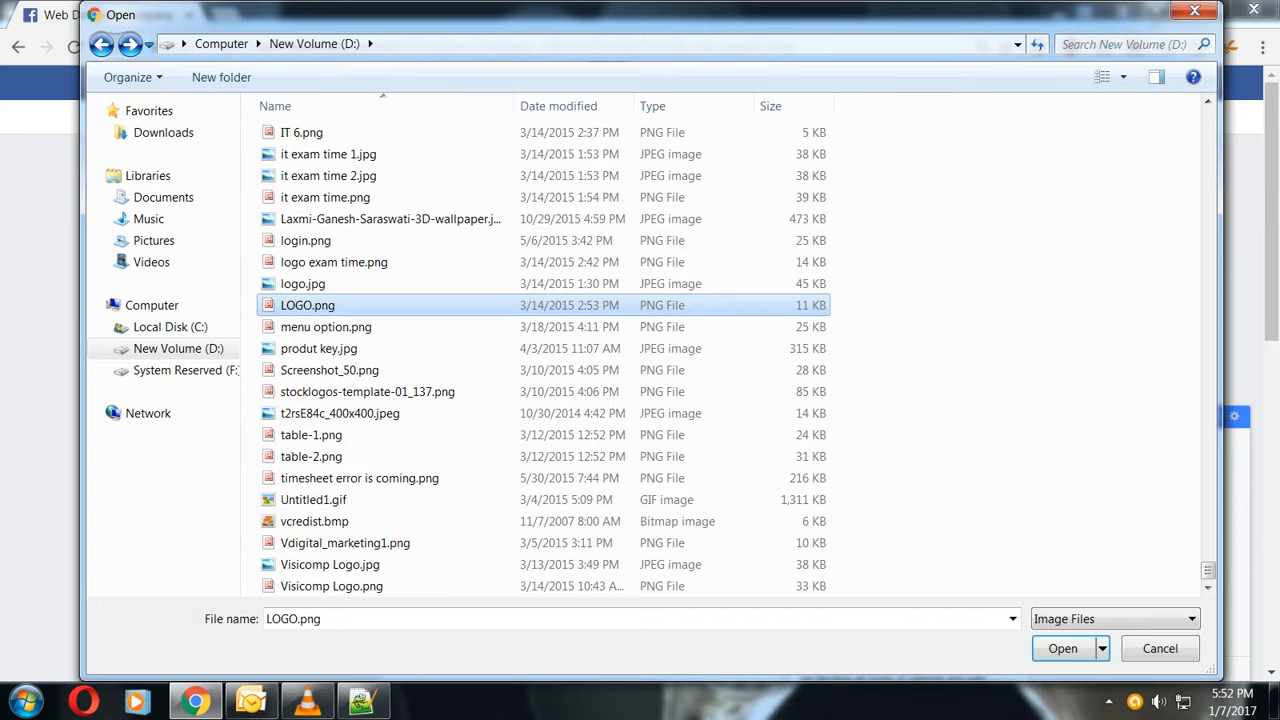 Web D
Open
Computer
New Volume (D:)
Search New Volume (D:)
Organize
New folder
Favorites
Downloads
Libraries
Documents
Music
Pictures
Videos
Computer
Local Disk (C:)
New Volume (D:)
System Reserved (F:
Network
Name Date modified Type Size
IT 6.png 3/14/2015 2:37 PM PNG File 5 KB
it exam time 1.jpg 3/14/2015 1:53 PM JPEG image 38 KB
it exam time 2.jpg 3/14/2015 1:53 PM JPEG image 38 KB
it exam time.png 3/14/2015 1:54 PM PNG File 39 KB
Laxmi-Ganesh-Saraswati-3D-wallpaper.j... 10/29/2015 4:59 PM JPEG image 473 KB
login.png 5/6/2015 3:42 PM PNG File 25 KB
logo exam time.png 3/14/2015 2:42 PM PNG File 14 KB
logo.jpg 3/14/2015 1:30 PM JPEG image 45 KB
LOGO.png 3/14/2015 2:53 PM PNG File 11 KB
menu option.png 3/18/2015 4:11 PM PNG File 25 KB
produt key.jpg 4/3/2015 11:07 AM JPEG image 315 KB
Screenshot_50.png 3/10/2015 4:05 PM PNG File 28 KB
stocklogos-template-01_137.png 3/10/2015 4:06 PM PNG File 85 KB
t2rsE84c_400x400.jpeg 10/30/2014 4:42 PM JPEG image 14 KB
table-1.png 3/12/2015 12:52 PM PNG File 24 KB
table-2.png 3/12/2015 12:52 PM PNG File 31 KB
timesheet error is coming.png 5/30/2015 7:44 PM PNG File 216 KB
Untitled1.gif 3/4/2015 5:09 PM GIF image 1,311 KB
vcredist.bmp 11/7/2007 8:00 AM Bitmap image 6 KB
Vdigital_marketing1.png 3/5/2015 3:11 PM PNG File 10 KB
Visicomp Logo.jpg 3/13/2015 3:49 PM JPEG image 38 KB
Visicomp Logo.png 3/14/2015 10:43 A... PNG File 33 KB
File name: LOGO.png
Image Files
Open
Cancel
5:52 PM
1/7/2017